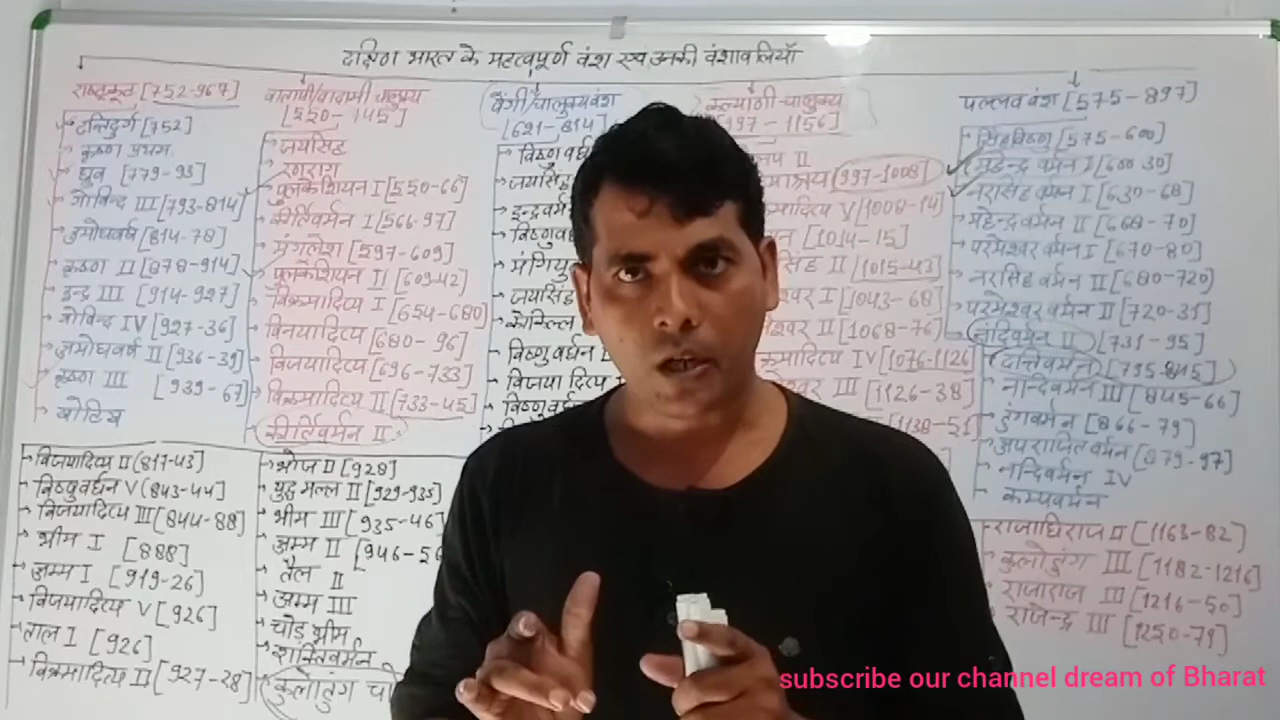 दक्षिण भारत के महत्वपूर्ण वंश एवं उनकी वंशावलियाँ
राष्ट्रकूट [752-967]
दन्तिदुर्ग [752]
कृष्णा प्रथम
ध्रुव [779-93]
गोविन्द III [793-814]
अमोघवर्ष [814-78]
कृष्णा II [878-914]
इन्द्र III [914-927]
गोविन्द IV [927-36]
अमोघवर्ष II [936-39]
कृष्णा III [939-67]
खोटिख
वातापी/बादामी चालुक्य
[550-745]
जयसिंह
रणराग
पुलकेशियन I [550-66]
कीर्तिवर्मन I [566-97]
मंगलेश [597-609]
पुलकेशियन II [609-42]
विक्रमादित्य I [654-680]
विनयादित्य [680-96]
विजयादित्य [696-733]
विक्रमादित्य II [733-45]
कीर्तिवर्मन II
वेंगी/चालुक्यवंश
[621-814]
विष्णुवर्ध
जयसिंह
इन्द्रवर्म
विष्णुव
मंगियु
जयसिंह
कोकिल्ल
विष्णुवर्धन
विजयादित्य
विष्णुवर्धन
कल्याणी-चालुक्य
997-1156]
II
[997-1008]
मादित्य V [1008-14]
[1014-15]
सिंह II [1015-43]
श्वर I [1043-68]
श्वर II [1068-76]
क्रमादित्य IV [1076-1126
श्वर III [1126-38]
[1138-51]
पल्लव वंश [575-897]
सिंहविष्णु [575-600]
महेन्द्र वर्मन I [600-30]
नरसिंह वर्मन I [630-68]
महेन्द्र वर्मन II [668-70]
परमेश्वर वर्मन I [670-80]
नरसिंह वर्मन II [680-720]
परमेश्वर वर्मन II [720-31]
नंदिवर्मन II [731-95]
दन्तिवर्मन [795-845]
नन्दिवर्मन III [845-66]
तुंगवर्मन [866-79]
अपराजितवर्मन [879-97]
नन्दिवर्मन IV
कम्पवर्मन
विजयादित्य II (817-43)
विष्णुवर्धन V (843-44)
विजयादित्य III [844-88]
भीम I [888]
अम्म I [919-26]
विजयादित्य V [926]
ताल I [926]
विक्रमादित्य II [927-28]
भोज II [928]
युद्ध मल्ल II [929-935]
भीम III [935-46]
अम्म II [946-56
तैल II
अम्म III
चोड़ भीम
शक्तिवर्मन
कुलोतुंग चो
राजाधिराज II [1163-82]
कुलोतुंग III [1182-1216]
राजाराज III [1216-50]
राजेन्द्र III [1250-79]
subscribe our channel dream of Bharat